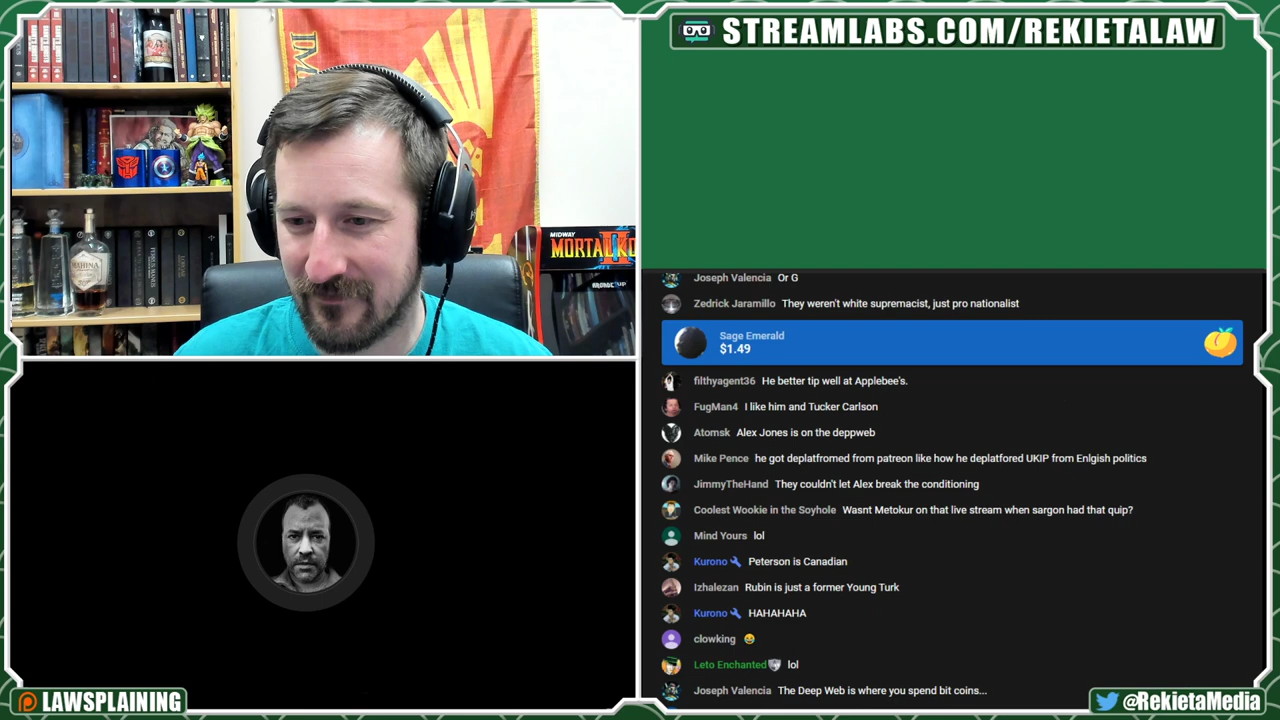 STREAMLABS.COM/REKIETALAW
MIDWAY
MORTAL KO
II
MAHINA
Joseph Valencia Or G
Zedrick Jaramillo They weren't white supremacist, just pro nationalist
Sage Emerald
$1.49
filthyagent36 He better tip well at Applebee's.
FugMan4 I like him and Tucker Carlson
Atomsk Alex Jones is on the deppweb
Mike Pence he got deplatfromed from patreon like how he deplatfored UKIP from Enlgish politics
JimmyTheHand They couldn't let Alex break the conditioning
Coolest Wookie in the Soyhole Wasnt Metokur on that live stream when sargon had that quip?
Mind Yours lol
Kurono Peterson is Canadian
Izhalezan Rubin is just a former Young Turk
Kurono HAHAHAHA
clowking 😂
Leto Enchanted lol
Joseph Valencia The Deep Web is where you spend bit coins...
LAWSPLAINING
@RekietaMedia